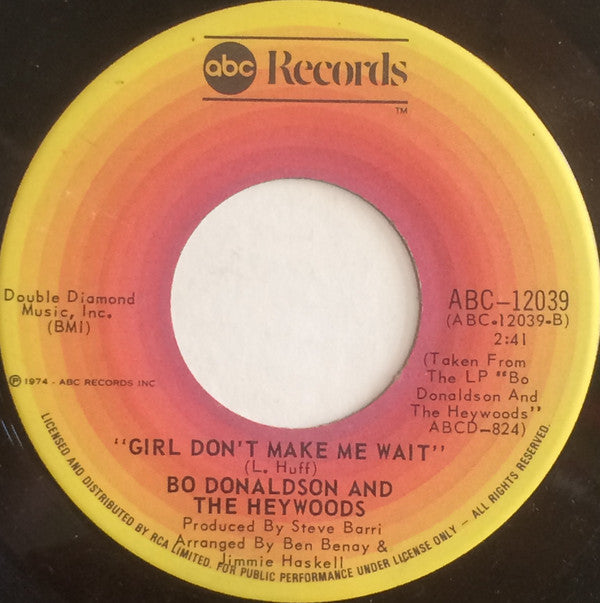 abc Records
TM
Double Diamond
Music, Inc.
(BMI)
℗ 1974 - ABC RECORDS INC
ABC-12039
(ABC-12039-B)
2:41
(Taken From
The LP "Bo
Donaldson And
The Heywoods"
ABCD-824)
"GIRL DON'T MAKE ME WAIT"
(L. Huff)
BO DONALDSON AND
THE HEYWOODS
Produced By Steve Barri
Arranged By Ben Benay &
Jimmie Haskell
LICENSED AND DISTRIBUTED BY RCA LIMITED. FOR PUBLIC PERFORMANCE UNDER LICENSE ONLY - ALL RIGHTS RESERVED.